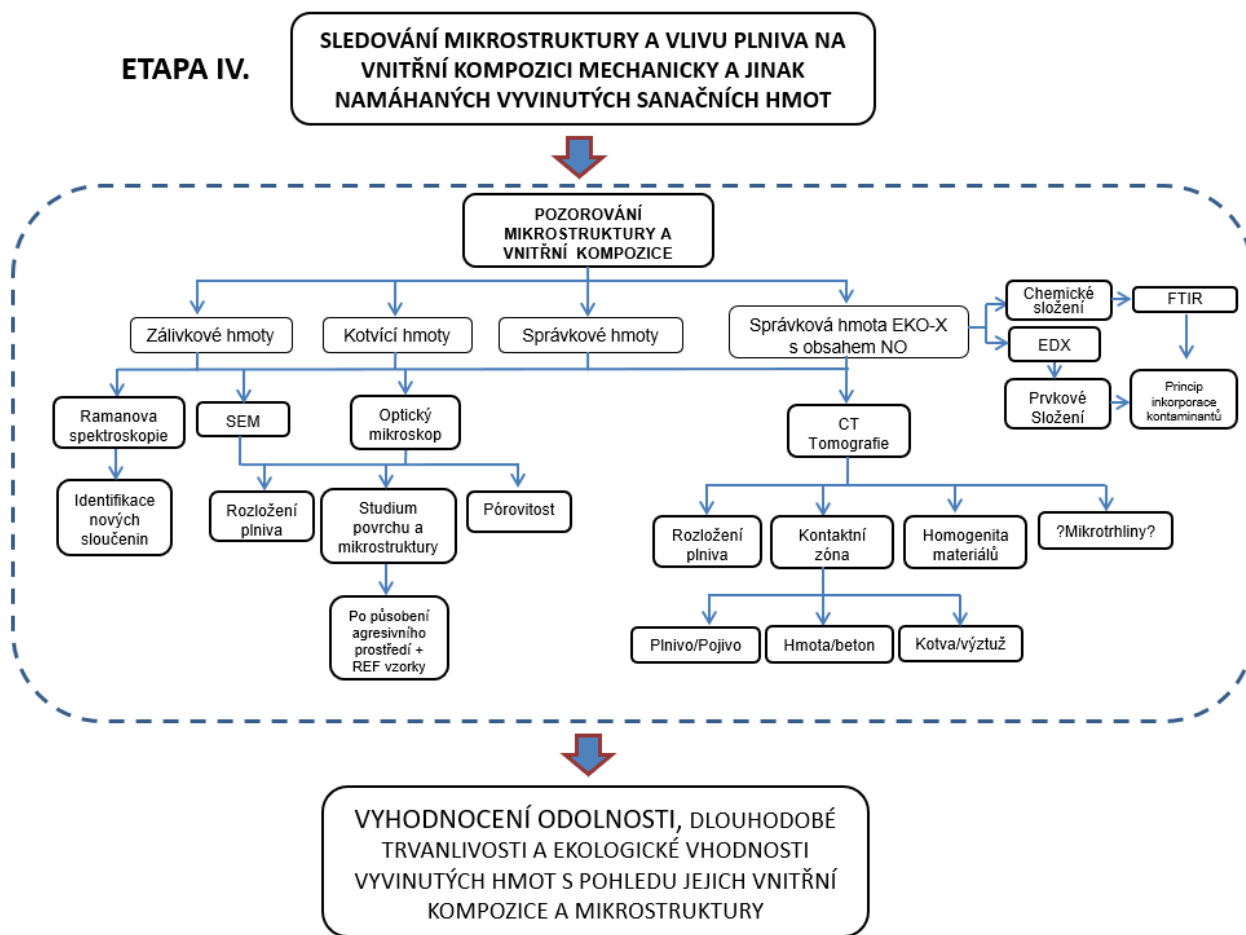 ETAPA IV.
SLEDOVÁNÍ MIKROSTRUKTURY A VLIVU PLNIVA NA
VNITŘNÍ KOMPOZICI MECHANICKY A JINAK
NAMÁHANÝCH VYVINUTÝCH SANAČNÍCH HMOT
POZOROVÁNÍ
MIKROSTRUKTURY A
VNITŘNÍ KOMPOZICE
Zálivkové hmoty
Kotvící hmoty
Správkové hmoty
Správková hmota EKO-X
s obsahem NO
Chemické
složení
FTIR
EDX
Prvkové
Složení
Princip
inkorporace
kontaminantů
Ramanova
spektroskopie
SEM
Optický
mikroskop
CT
Tomografie
Identifikace
nových
sloučenin
Rozložení
plniva
Studium
povrchu a
mikrostruktury
Pórovitost
Rozložení
plniva
Kontaktní
zóna
Homogenita
materiálů
?Mikrotrhliny?
Po působení
agresivního
prostředí +
REF vzorky
Plnivo/Pojivo
Hmota/beton
Kotva/výztuž
VYHODNOCENÍ ODOLNOSTI, DLOUHODOBÉ
TRVANLIVOSTI A EKOLOGICKÉ VHODNOSTI
VYVINUTÝCH HMOT S POHLEDU JEJICH VNITŘNÍ
KOMPOZICE A MIKROSTRUKTURY